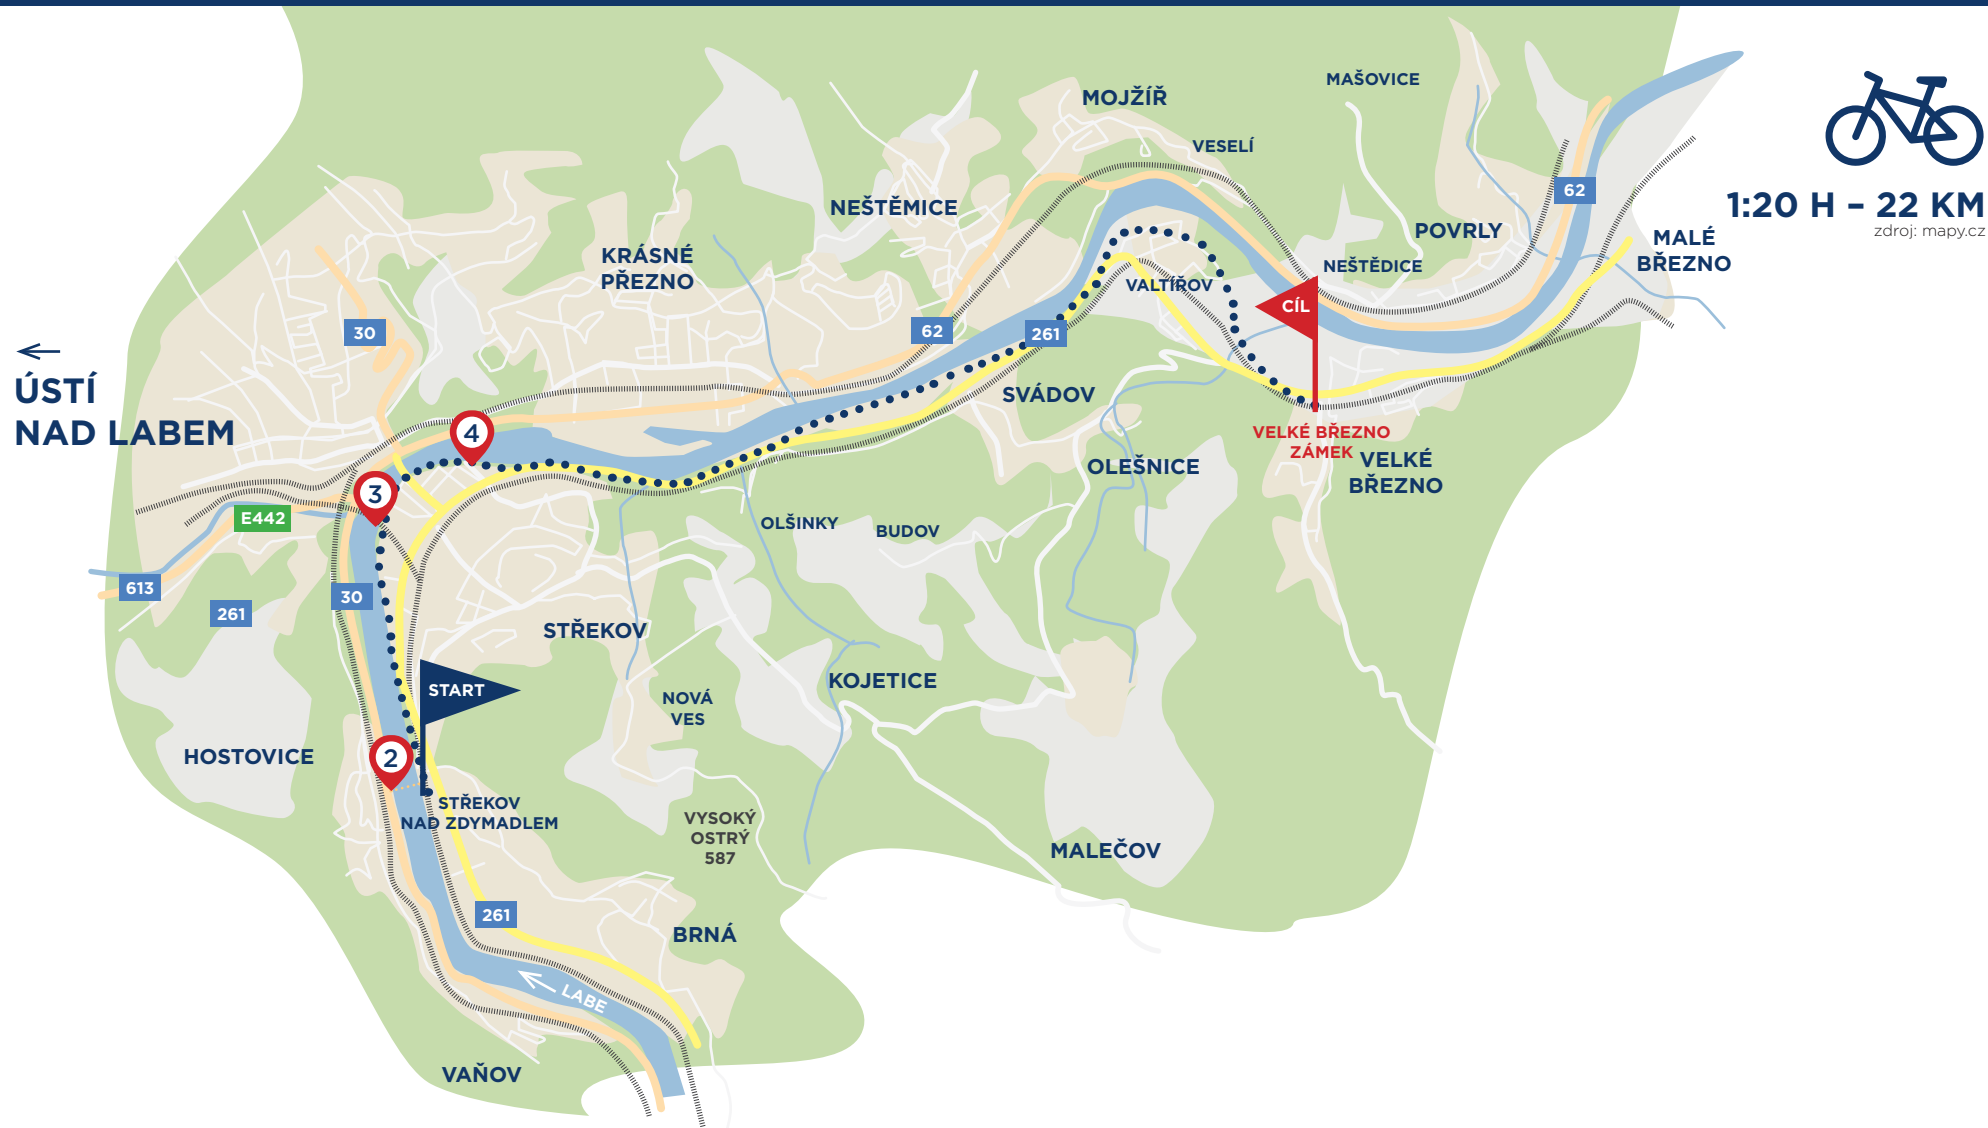 MAŠOVICE
MOJŽÍŘ
VESELÍ
62
1:20 H – 22 KM
zdroj: mapy.cz
NEŠTĚMICE
POVRLY
MALÉ
BŘEZNO
KRÁSNÉ
PŘEZNO
NEŠTĚDICE
VALTÍŘOV
CÍL
30
62
261
ÚSTÍ
NAD LABEM
SVÁDOV
4
VELKÉ BŘEZNO
ZÁMEK
VELKÉ
BŘEZNO
OLEŠNICE
3
E442
OLŠINKY
BUDOV
613
30
261
STŘEKOV
KOJETICE
START
NOVÁ
VES
HOSTOVICE
2
STŘEKOV
NAD ZDYMADLEM
VYSOKÝ
OSTRÝ
587
MALEČOV
261
BRNÁ
LABE
VAŇOV